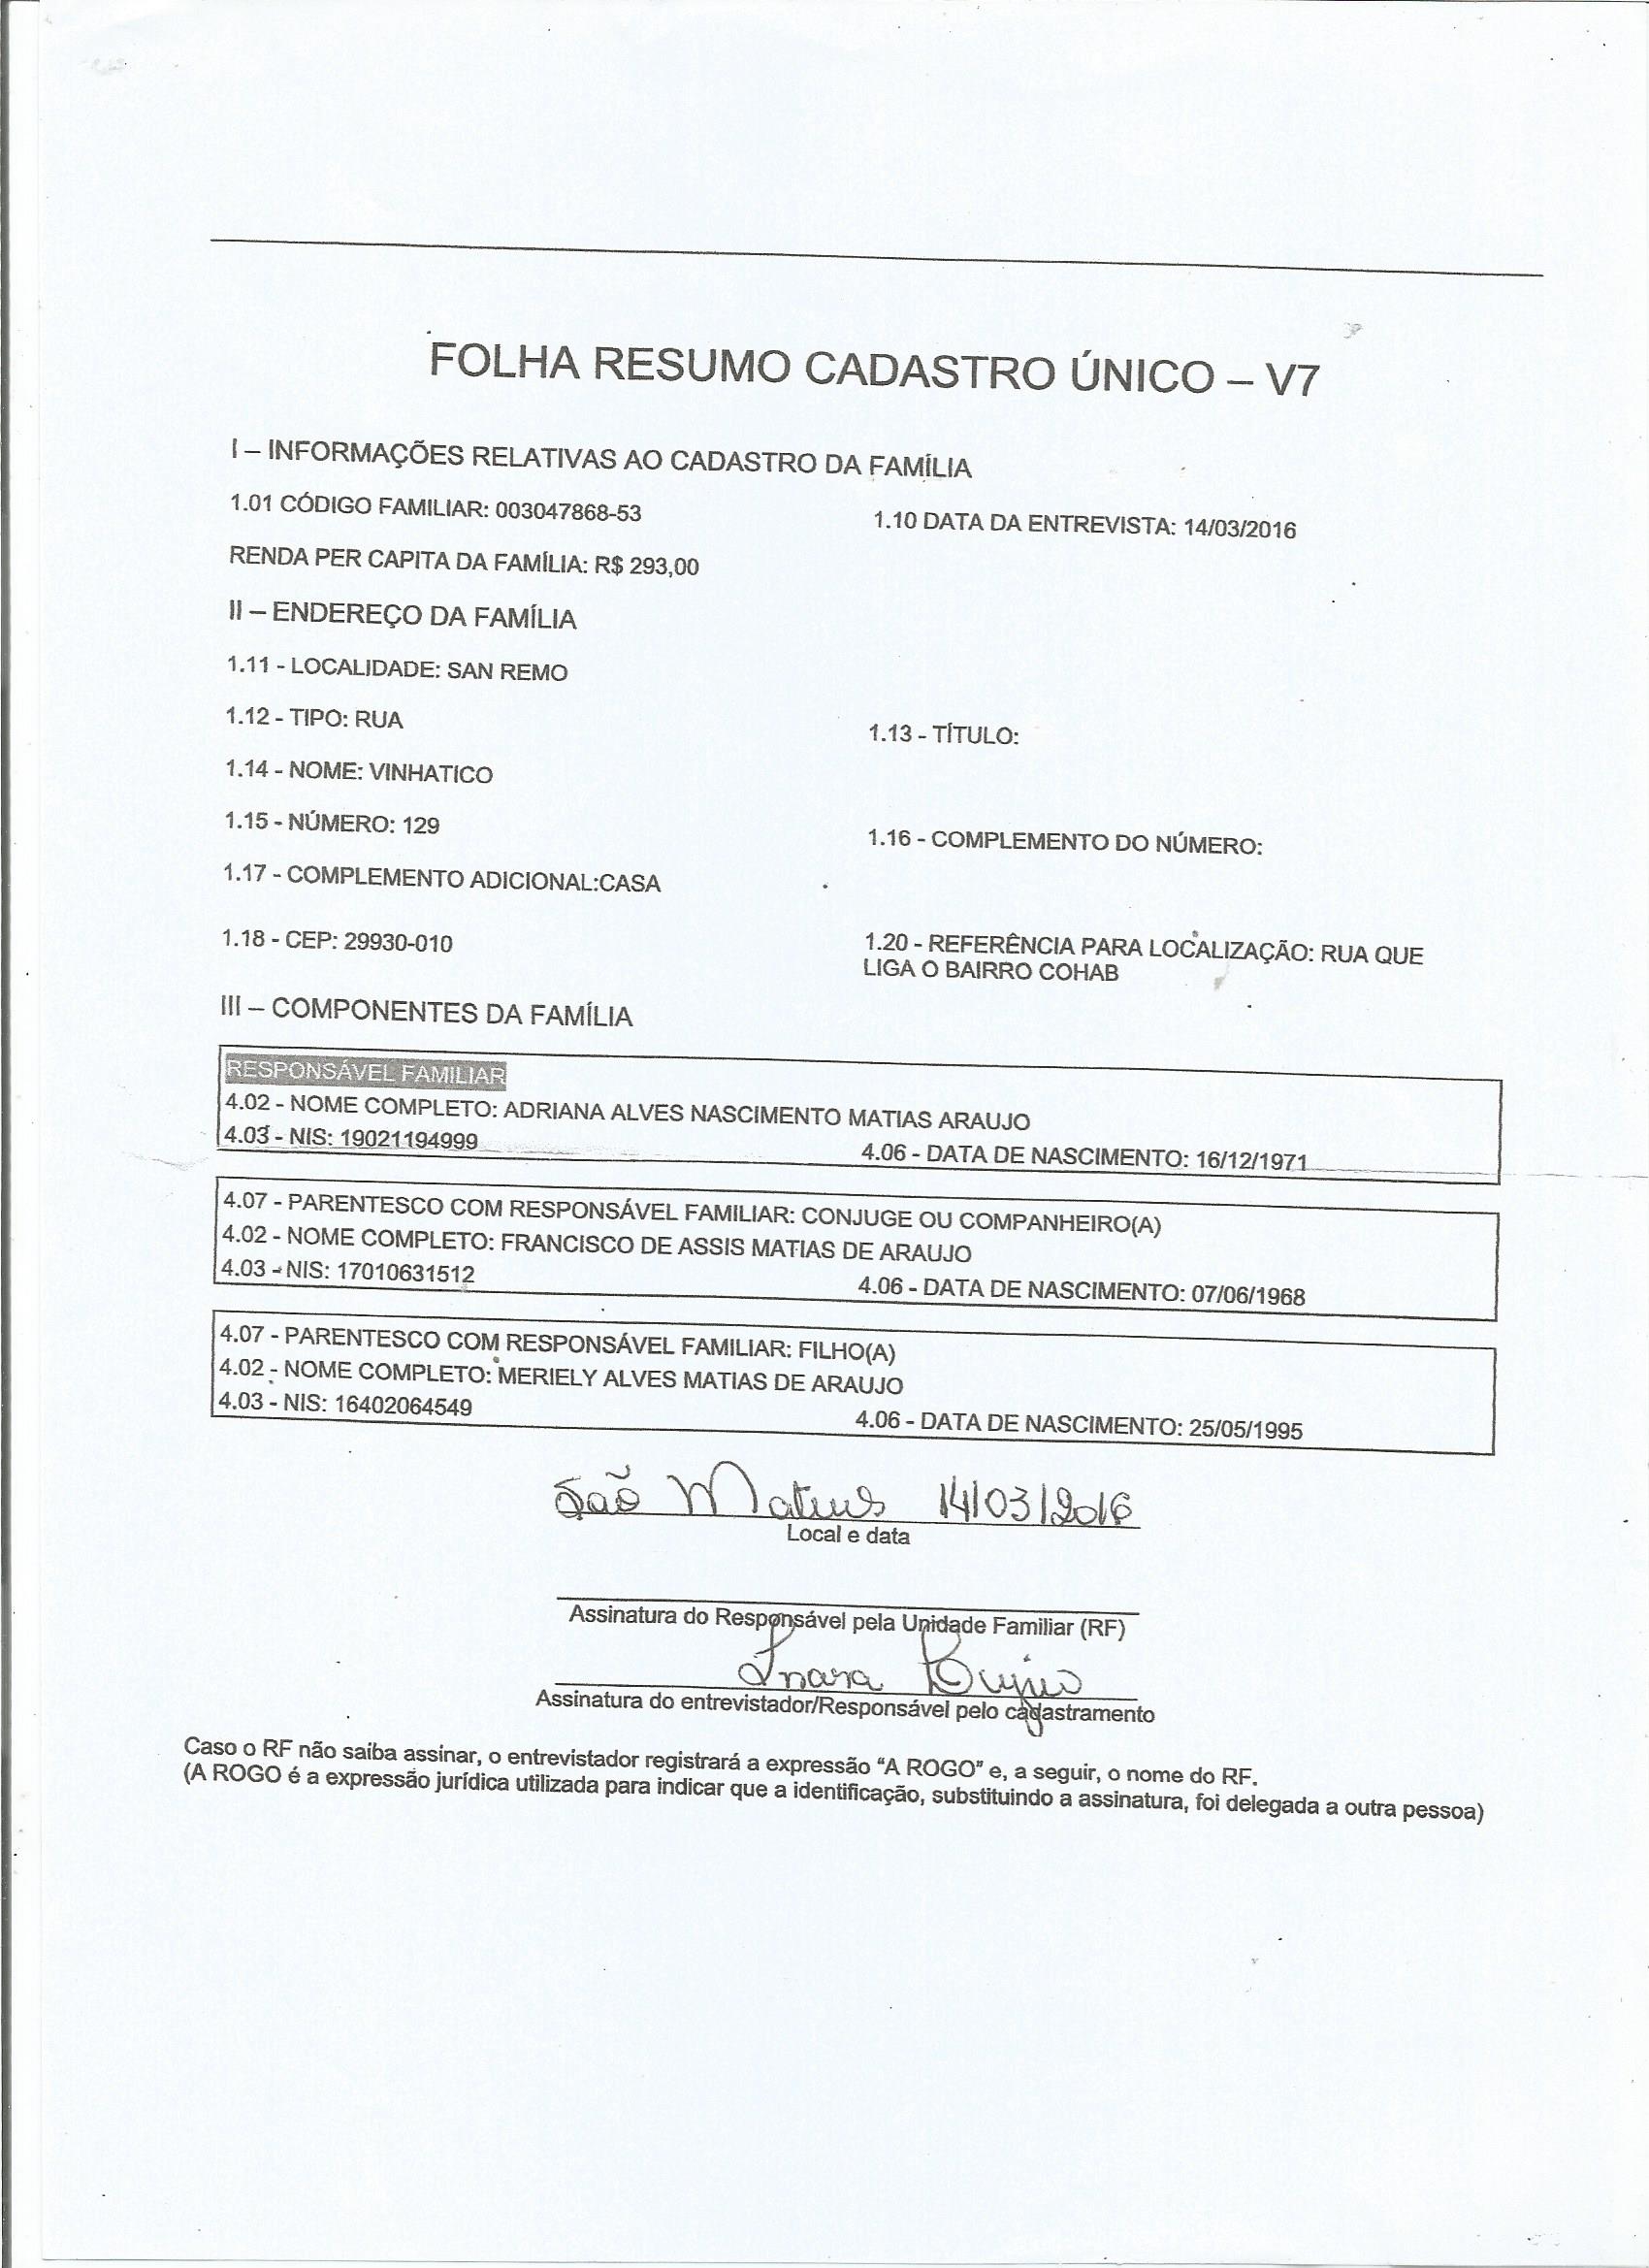 FOLHA RESUMO CADASTRO ÚNICO – V7
I – INFORMAÇÕES RELATIVAS AO CADASTRO DA FAMÍLIA
1.01 CÓDIGO FAMILIAR: 003047868-53
1.10 DATA DA ENTREVISTA: 14/03/2016
RENDA PER CAPITA DA FAMÍLIA: R$ 293,00
II – ENDEREÇO DA FAMÍLIA
1.11 - LOCALIDADE: SAN REMO
1.12 - TIPO: RUA
1.13 - TÍTULO:
1.14 - NOME: VINHATICO
1.15 - NÚMERO: 129
1.16 - COMPLEMENTO DO NÚMERO:
1.17 - COMPLEMENTO ADICIONAL:CASA
1.18 - CEP: 29930-010
1.20 - REFERÊNCIA PARA LOCALIZAÇÃO: RUA QUE
LIGA O BAIRRO COHAB
III – COMPONENTES DA FAMÍLIA
RESPONSÁVEL FAMILIAR
4.02 - NOME COMPLETO: ADRIANA ALVES NASCIMENTO MATIAS ARAUJO
4.03 - NIS: 19021194999
4.06 - DATA DE NASCIMENTO: 16/12/1971
4.07 - PARENTESCO COM RESPONSÁVEL FAMILIAR: CONJUGE OU COMPANHEIRO(A)
4.02 - NOME COMPLETO: FRANCISCO DE ASSIS MATIAS DE ARAUJO
4.03 - NIS: 17010631512
4.06 - DATA DE NASCIMENTO: 07/06/1968
4.07 - PARENTESCO COM RESPONSÁVEL FAMILIAR: FILHO(A)
4.02 - NOME COMPLETO: MERIELY ALVES MATIAS DE ARAUJO
4.03 - NIS: 16402064549
4.06 - DATA DE NASCIMENTO: 25/05/1995
São Mateus 14/03/2016
Local e data
Assinatura do Responsável pela Unidade Familiar (RF)
Assinatura do entrevistador/Responsável pelo cadastramento
Caso o RF não saiba assinar, o entrevistador registrará a expressão “A ROGO” e, a seguir, o nome do RF.
(A ROGO é a expressão jurídica utilizada para indicar que a identificação, substituindo a assinatura, foi delegada a outra pessoa)